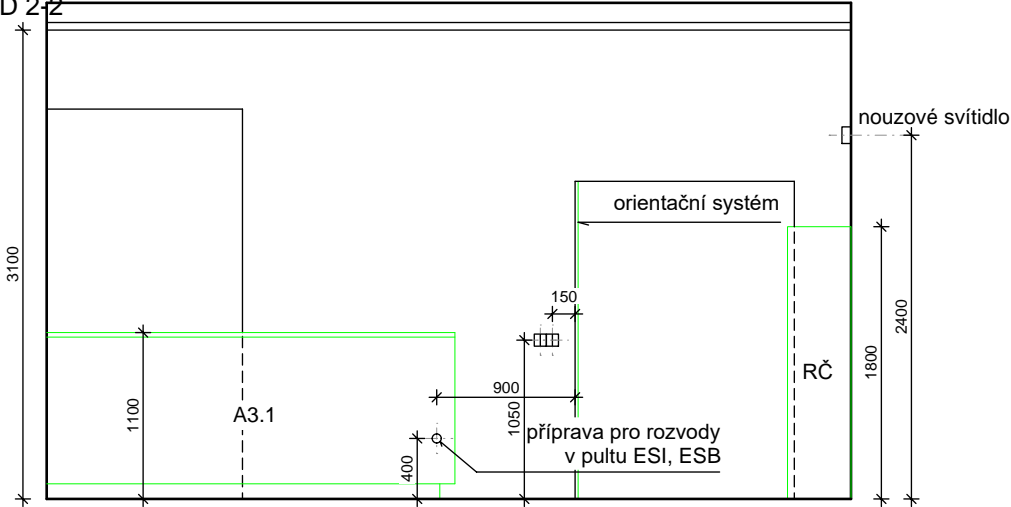 D 2-2
nouzové svítidlo
orientační systém
3100
150
2400
1800
RČ
900
1100
A3.1
1050
příprava pro rozvody
v pultu ESI, ESB
400